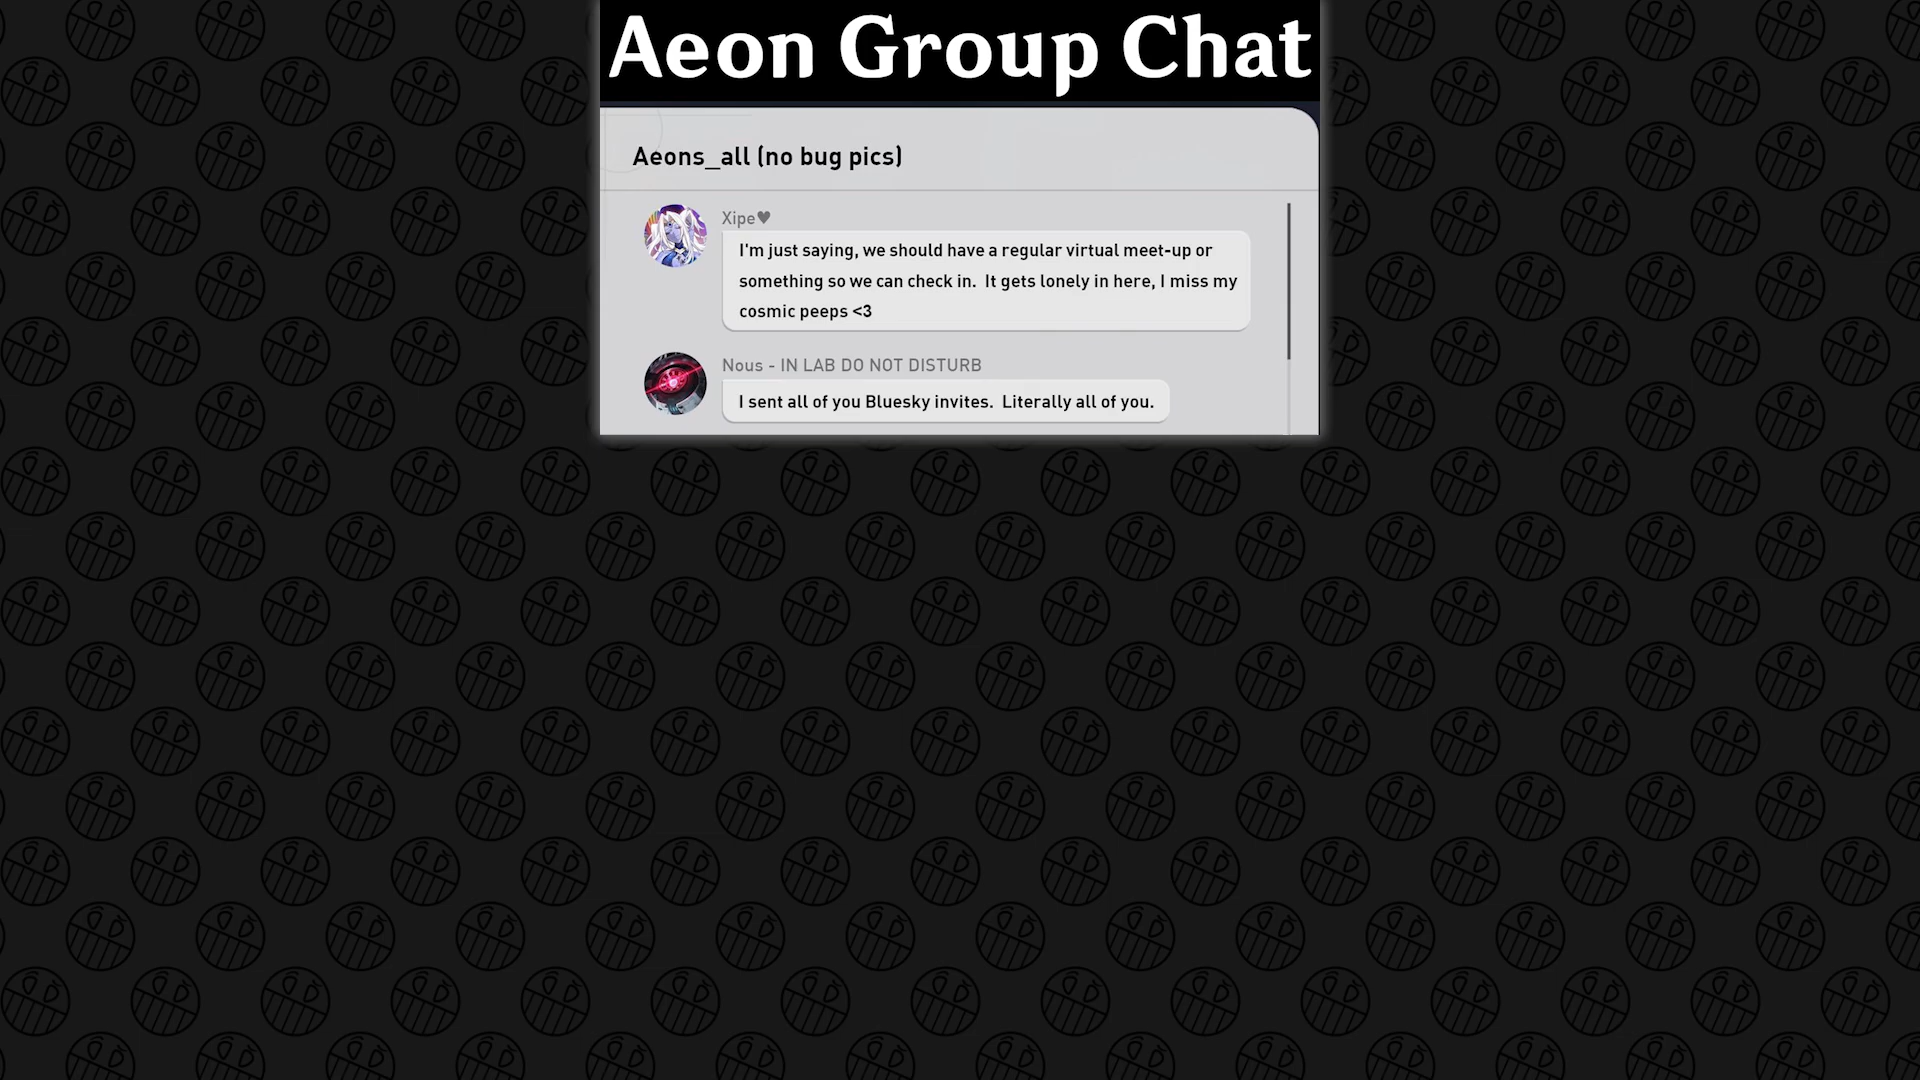 Aeon Group Chat
Aeons_all (no bug pics)
Xipe♥
I'm just saying, we should have a regular virtual meet-up or
something so we can check in.  It gets lonely in here, I miss my
cosmic peeps <3
Nous - IN LAB DO NOT DISTURB
I sent all of you Bluesky invites.  Literally all of you.